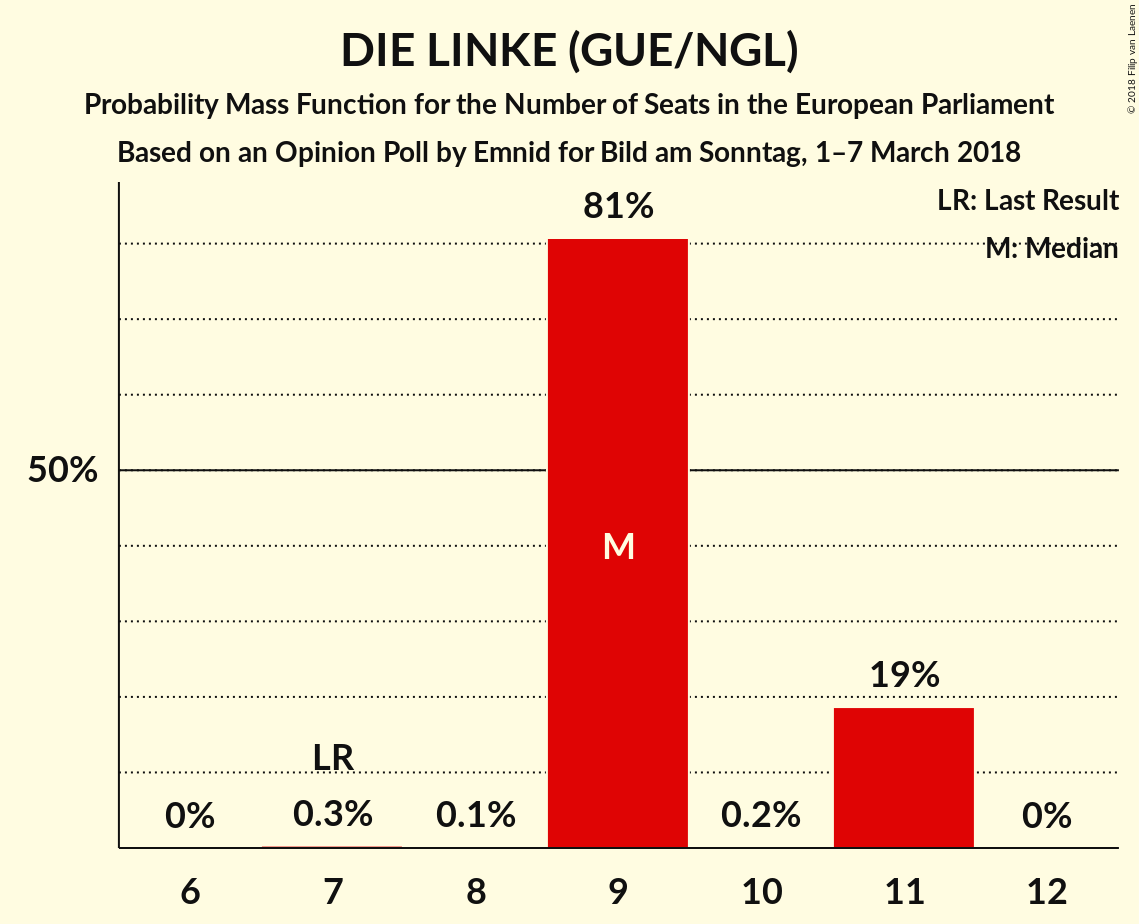 DIE LINKE (GUE/NGL)
Probability Mass Function for the Number of Seats in the European Parliament
Based on an Opinion Poll by Emnid for Bild am Sonntag, 1–7 March 2018
© 2018 Filip van Laenen
LR: Last Result
M: Median
81%
50%
M
19%
LR
0% 0.3% 0.1% 0.2% 0%
6 7 8 9 10 11 12